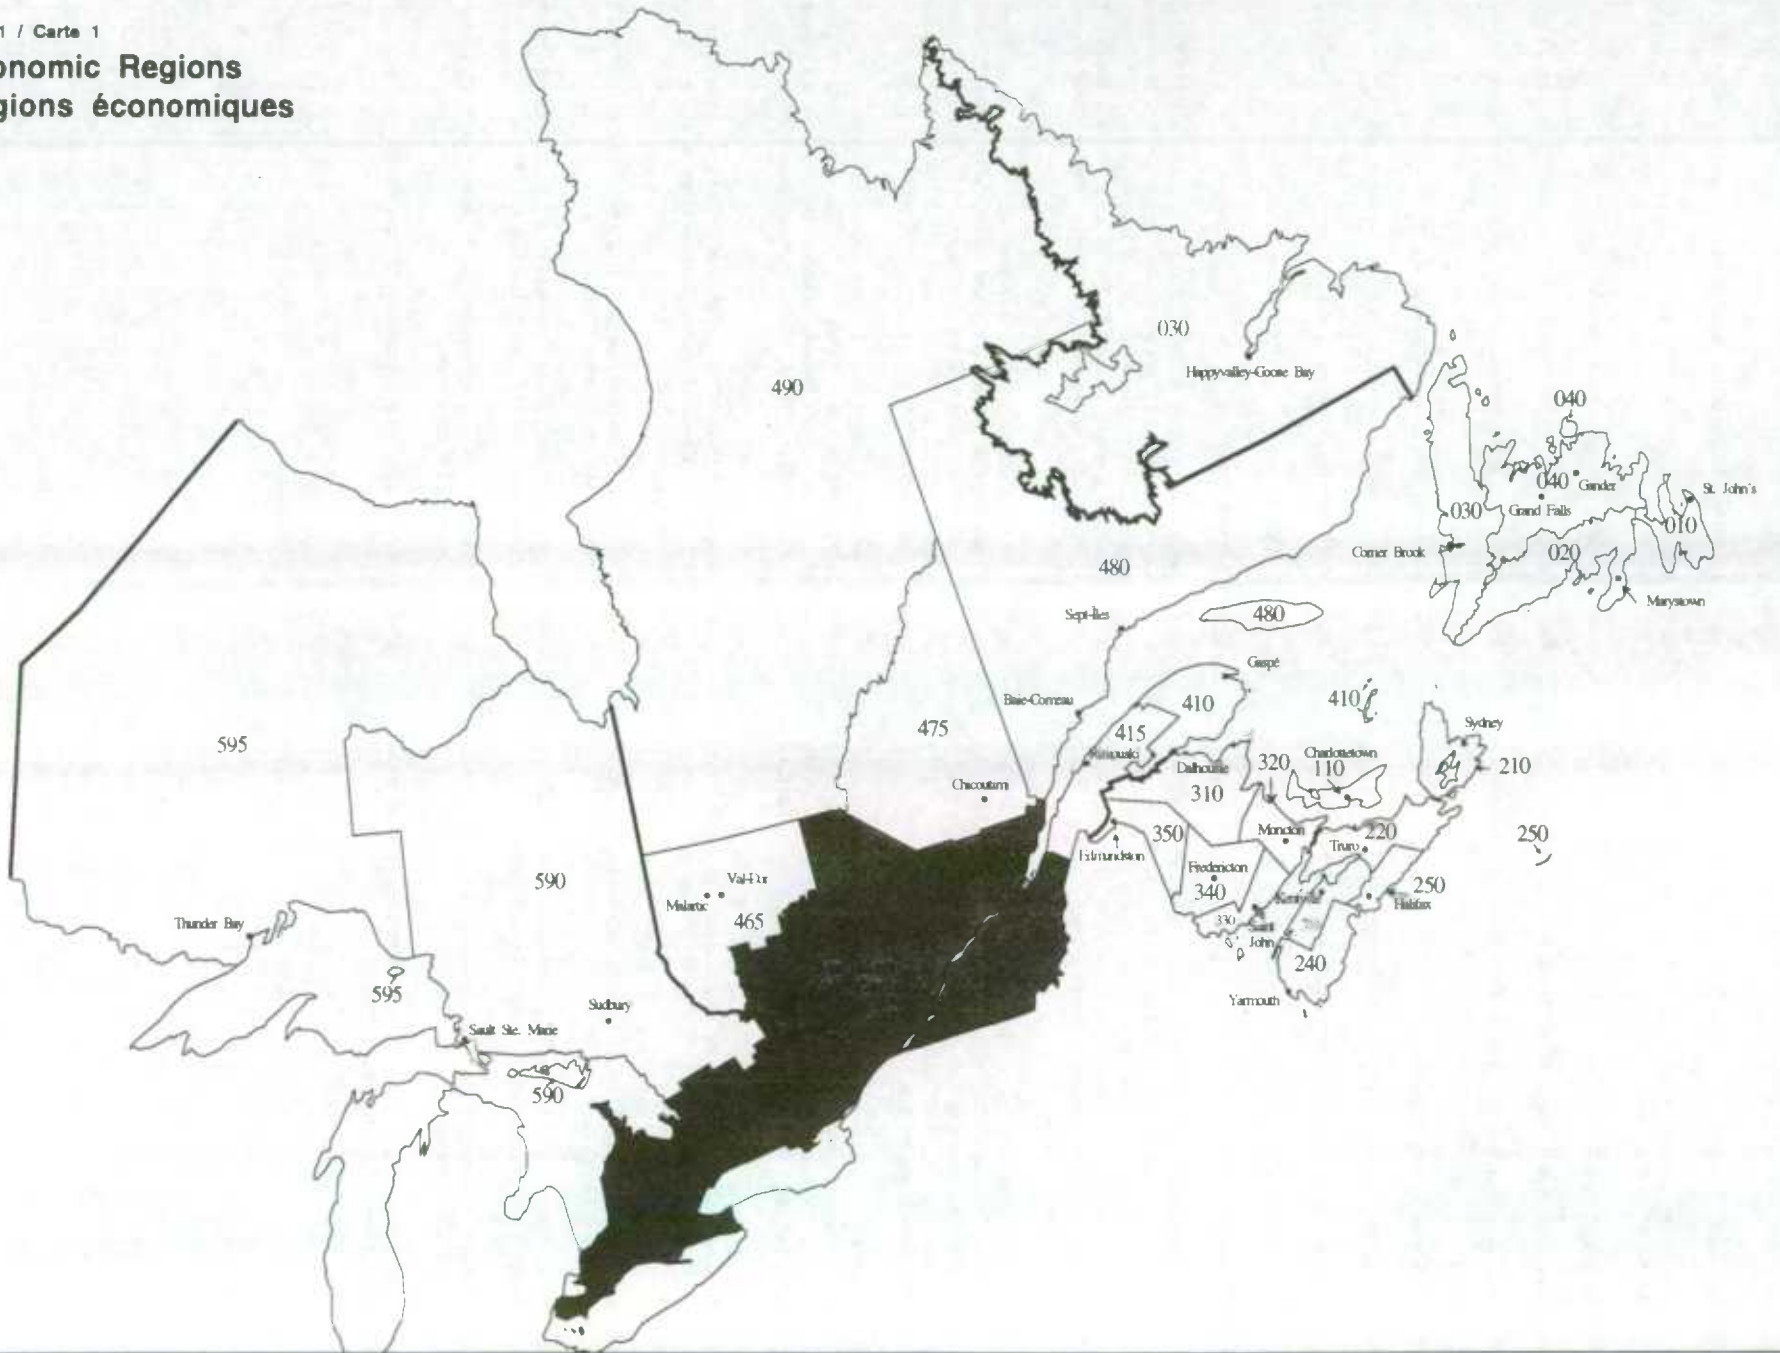 1 / Carte 1
onomic Regions
gions économiques
030
490
Happyvalley-Goose Bay
040
040
Gander
St. John's
030
Grand Falls
010
Corner Brook
020
480
Marystown
Sept-Îles
480
Gaspé
Baie-Comeau
410
410
415
Sydney
595
475
Rimouski
Charlottetown
320
110
210
Dalhousie
Chicoutimi
310
Moncton
350
220
250
Truro
Edmundston
Fredericton
590
Val-D'or
340
250
Malartic
Kentville
Halifax
465
330
Thunder Bay
Saint
John
240
595
Yarmouth
Sudbury
Sault Ste. Marie
590